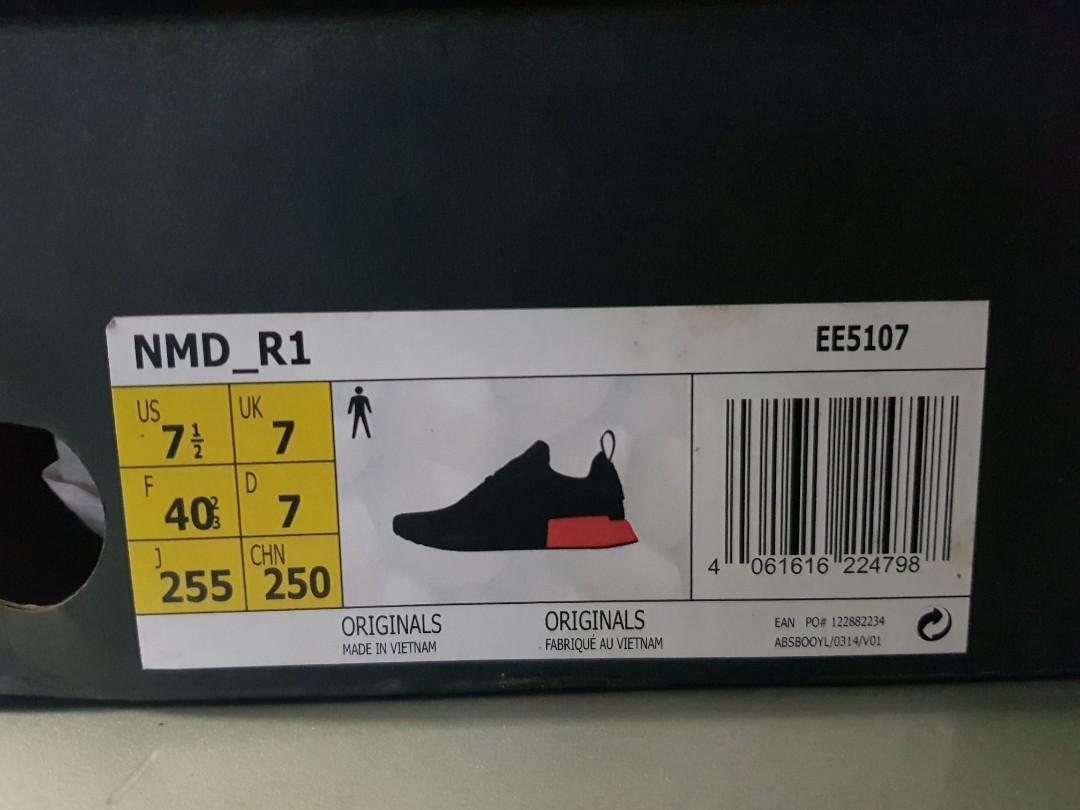 NMD_R1 EE5107
US 7½ UK 7
F 40⅔ D 7
J 255 CHN 250
4 061616 224798
ORIGINALS
MADE IN VIETNAM
ORIGINALS
FABRIQUÉ AU VIETNAM
EAN PO# 122882234
ABSBOOYL/0314/V01